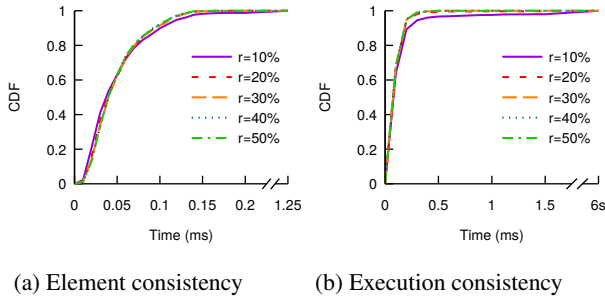 1
0.8
0.6
0.4
0.2
0
CDF
r=10%
r=20%
r=30%
r=40%
r=50%
0 0.05 0.1 0.15 0.2 1.25
Time (ms)
(a) Element consistency
1
0.8
0.6
0.4
0.2
0
CDF
r=10%
r=20%
r=30%
r=40%
r=50%
0 0.5 1 1.5 6s
Time (ms)
(b) Execution consistency